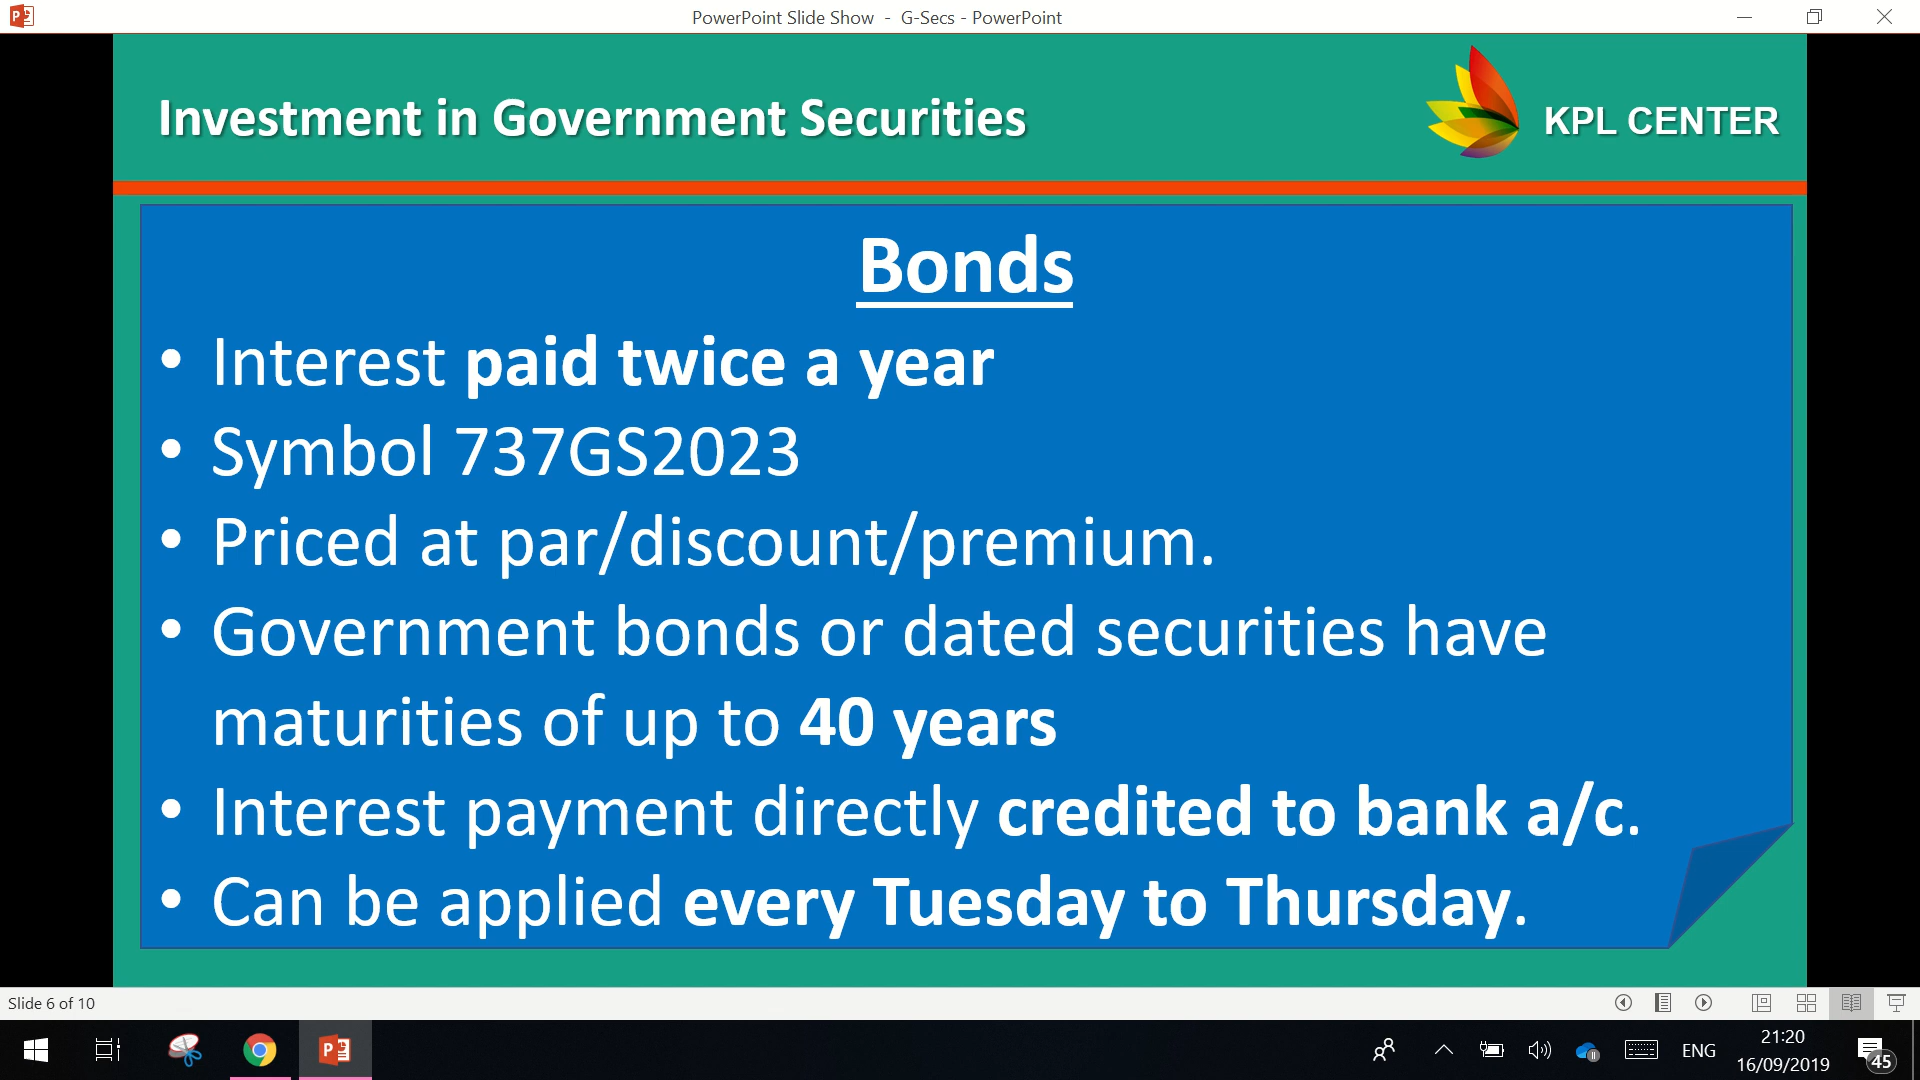 PowerPoint Slide Show - G-Secs - PowerPoint
Investment in Government Securities
KPL CENTER
Bonds
• Interest paid twice a year
• Symbol 737GS2023
• Priced at par/discount/premium.
• Government bonds or dated securities have
maturities of up to 40 years
• Interest payment directly credited to bank a/c.
• Can be applied every Tuesday to Thursday.
Slide 6 of 10
ENG
21:20
16/09/2019
45